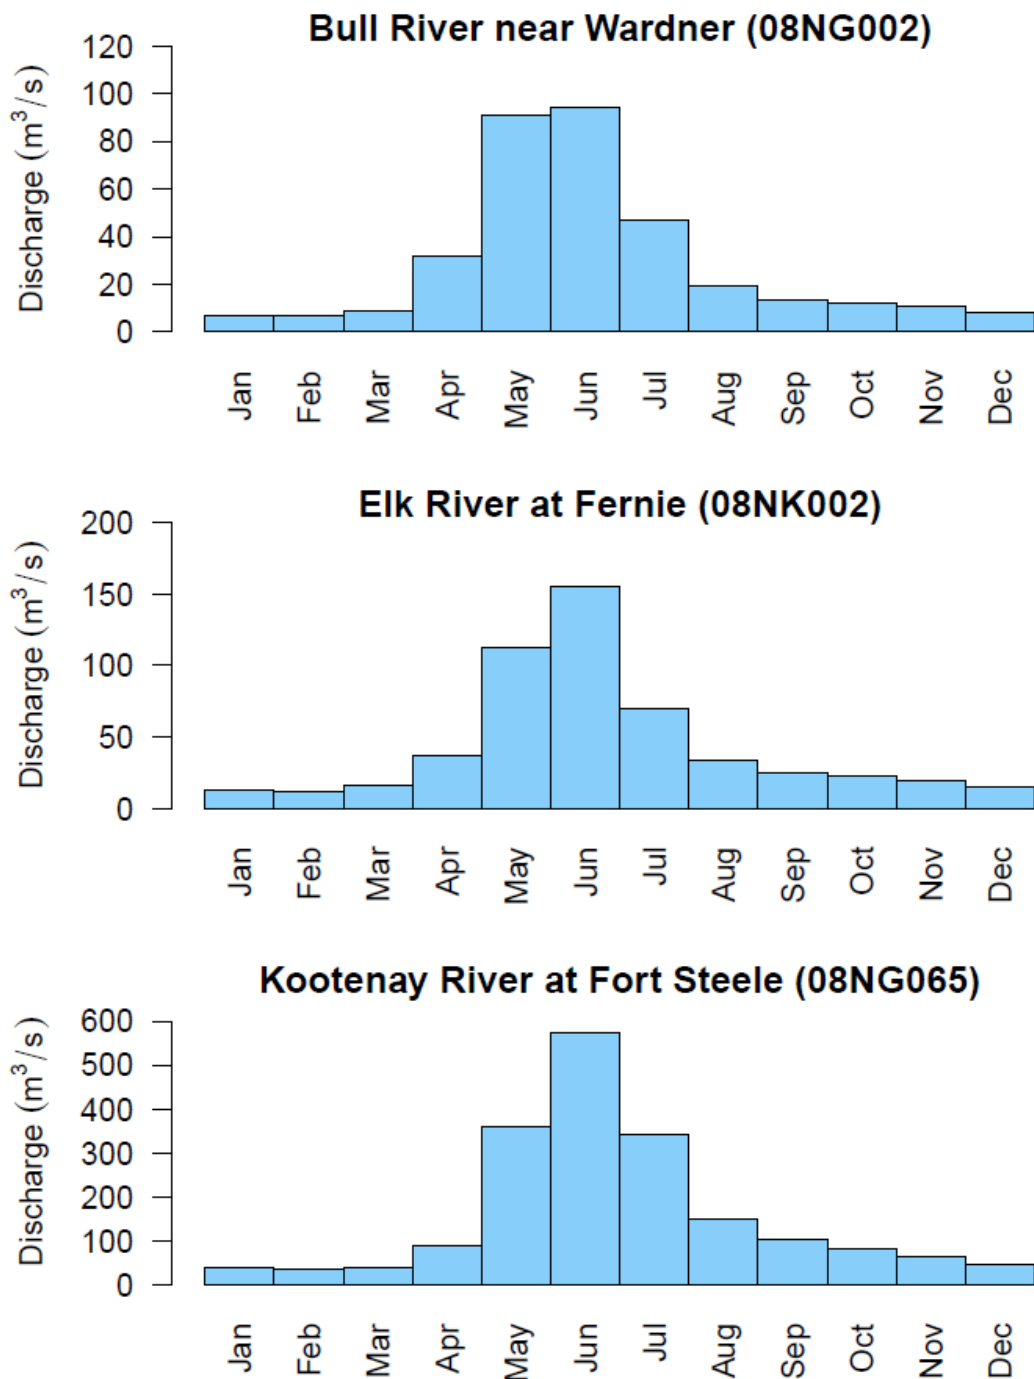 Bull River near Wardner (08NG002)
Discharge (m³/s)
120
100
80
60
40
20
0
Jan Feb Mar Apr May Jun Jul Aug Sep Oct Nov Dec
Elk River at Fernie (08NK002)
Discharge (m³/s)
200
150
100
50
0
Jan Feb Mar Apr May Jun Jul Aug Sep Oct Nov Dec
Kootenay River at Fort Steele (08NG065)
Discharge (m³/s)
600
500
400
300
200
100
0
Jan Feb Mar Apr May Jun Jul Aug Sep Oct Nov Dec